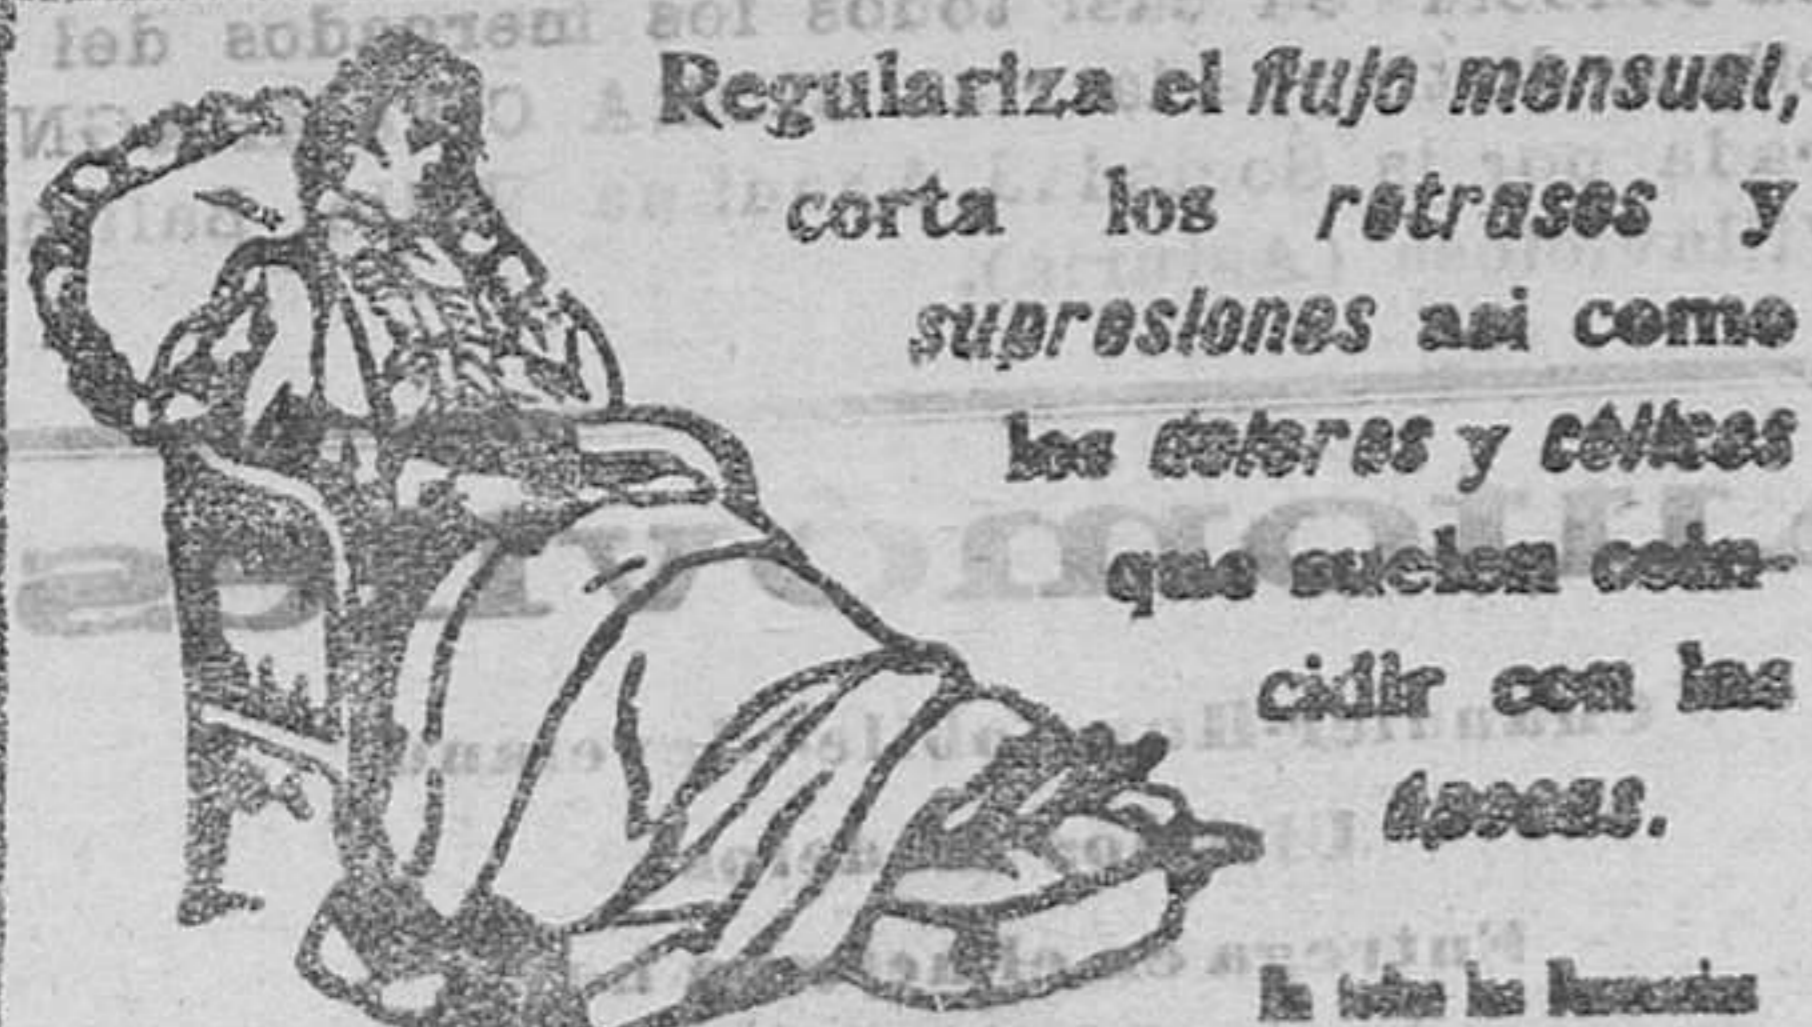 Regulariza el flujo mensual,
corta los retrasos y
supresiones asi como
los dolores y cólicos
que suelen coin-
cidir con las
épocas.
En todas las Farmacias